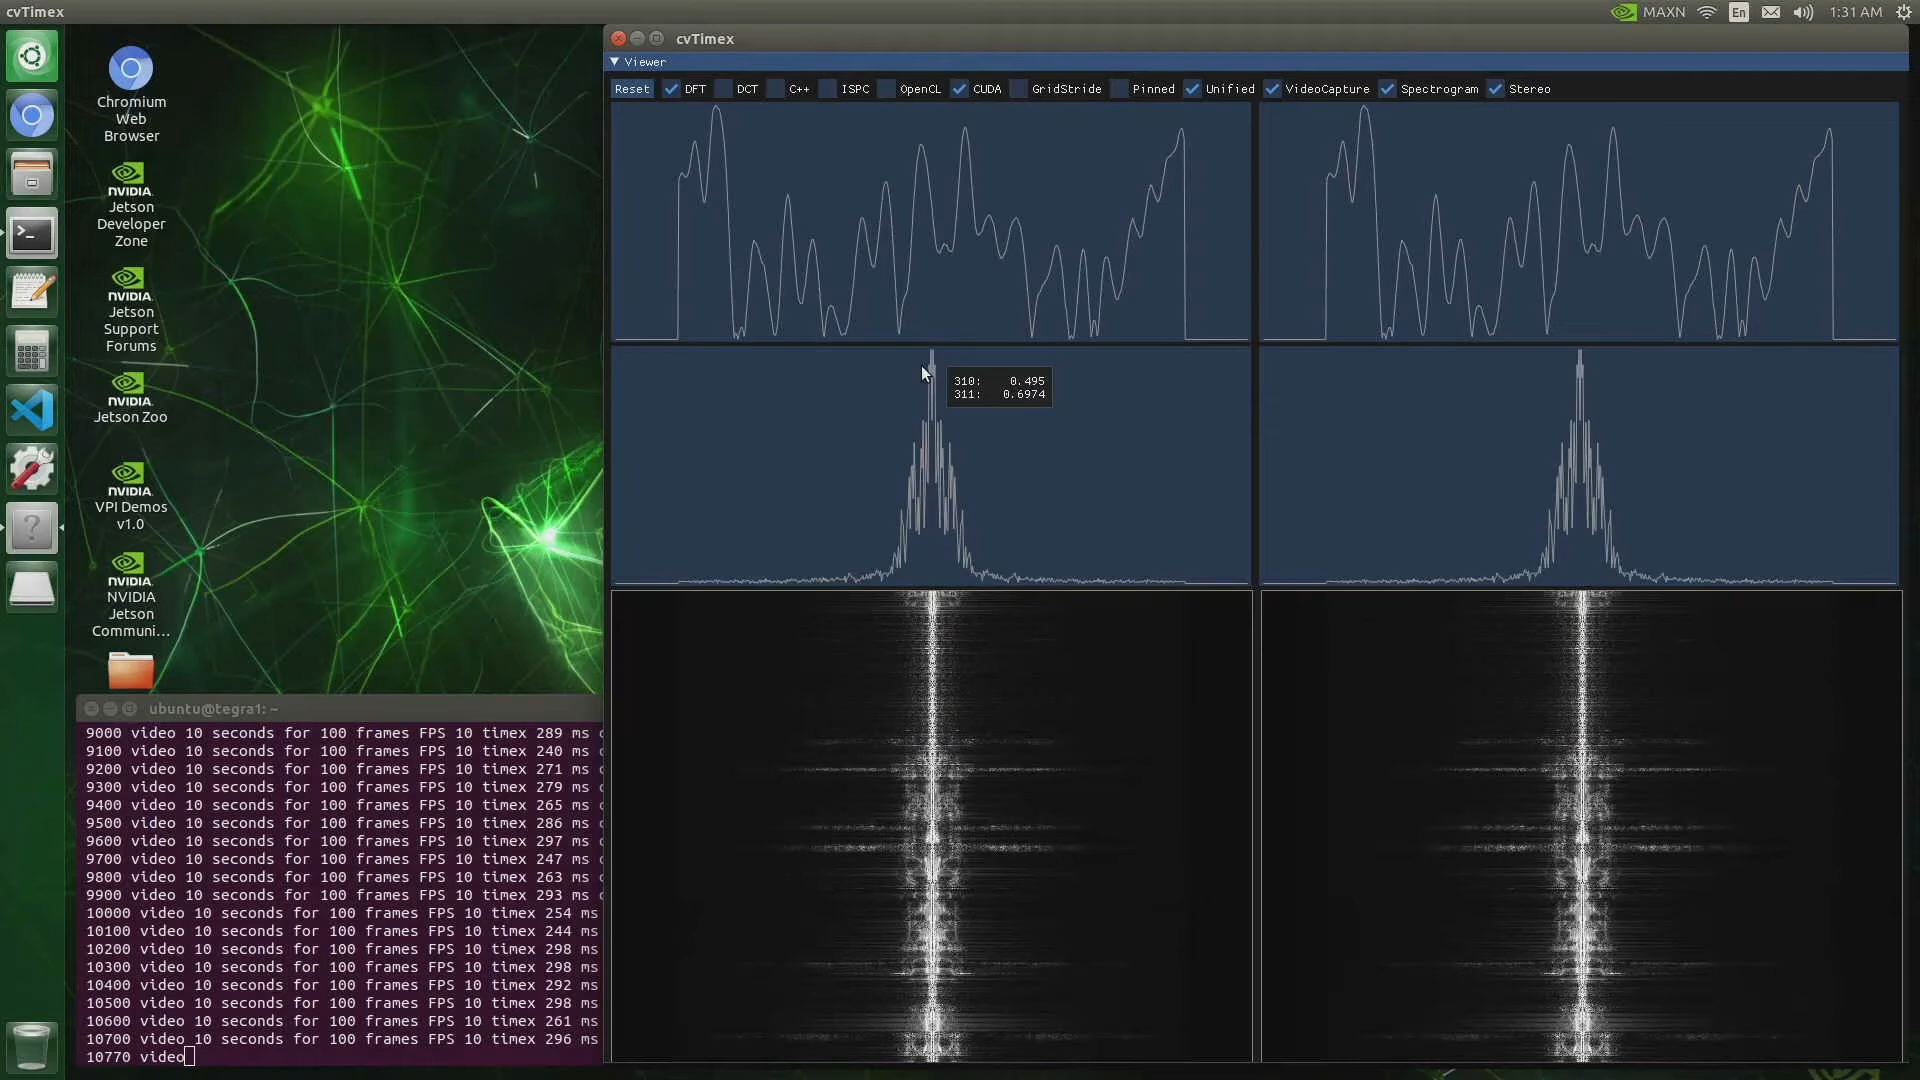 cvTimex
MAXN En 1:31 AM
Chromium
Web
Browser
NVIDIA.
Jetson
Developer
Zone
NVIDIA.
Jetson
Support
Forums
NVIDIA.
Jetson Zoo
NVIDIA.
VPI Demos
v1.0
NVIDIA.
NVIDIA
Jetson
Communi...
cvTimex
Viewer
Reset DFT DCT C++ ISPC OpenCL CUDA GridStride Pinned Unified VideoCapture Spectrogram Stereo
310: 0.495
311: 0.6974
ubuntu@tegra1: ~
9000 video 10 seconds for 100 frames FPS 10 timex 289 ms
9100 video 10 seconds for 100 frames FPS 10 timex 240 ms
9200 video 10 seconds for 100 frames FPS 10 timex 271 ms
9300 video 10 seconds for 100 frames FPS 10 timex 279 ms
9400 video 10 seconds for 100 frames FPS 10 timex 265 ms
9500 video 10 seconds for 100 frames FPS 10 timex 286 ms
9600 video 10 seconds for 100 frames FPS 10 timex 297 ms
9700 video 10 seconds for 100 frames FPS 10 timex 247 ms
9800 video 10 seconds for 100 frames FPS 10 timex 263 ms
9900 video 10 seconds for 100 frames FPS 10 timex 293 ms
10000 video 10 seconds for 100 frames FPS 10 timex 254 ms
10100 video 10 seconds for 100 frames FPS 10 timex 244 ms
10200 video 10 seconds for 100 frames FPS 10 timex 298 ms
10300 video 10 seconds for 100 frames FPS 10 timex 298 ms
10400 video 10 seconds for 100 frames FPS 10 timex 292 ms
10500 video 10 seconds for 100 frames FPS 10 timex 298 ms
10600 video 10 seconds for 100 frames FPS 10 timex 261 ms
10700 video 10 seconds for 100 frames FPS 10 timex 296 ms
10770 video